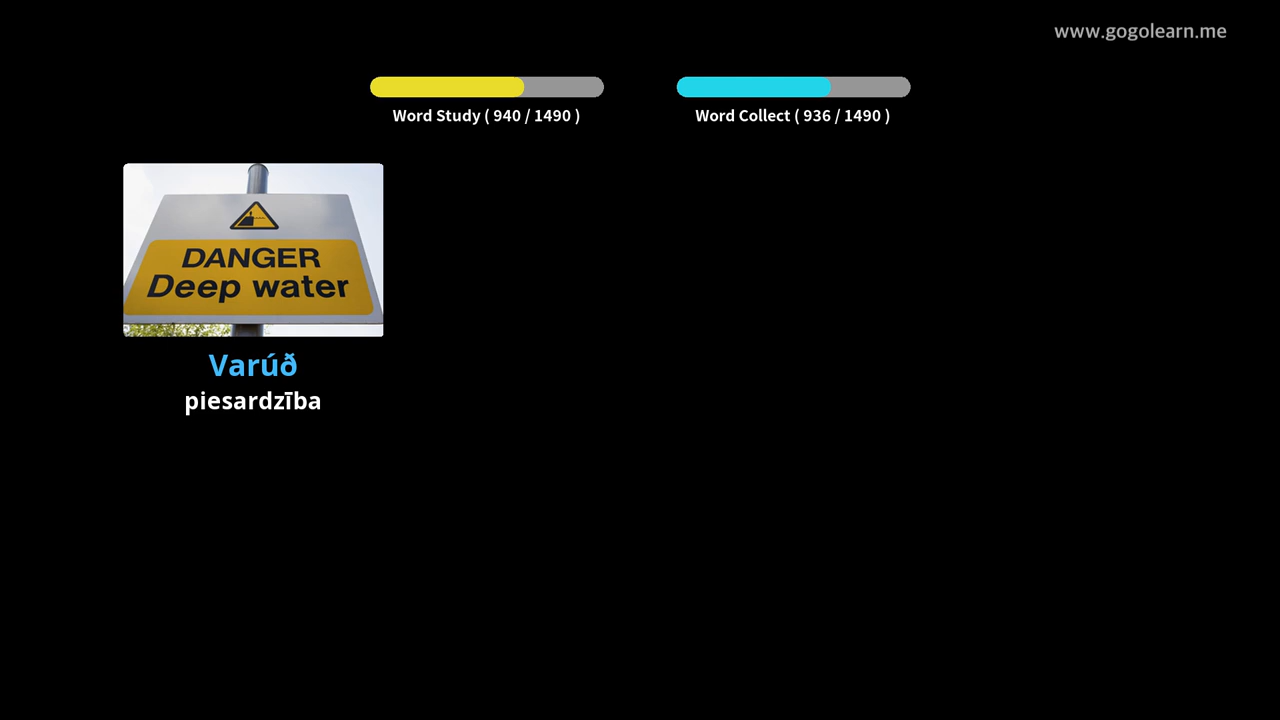 www.gogolearn.me
Word Study ( 940 / 1490 )
Word Collect ( 936 / 1490 )
DANGER
Deep water
Varúð
piesardzība